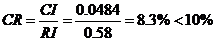 CR = CI/RI = 0.0484/0.58 = 8.3% <10%